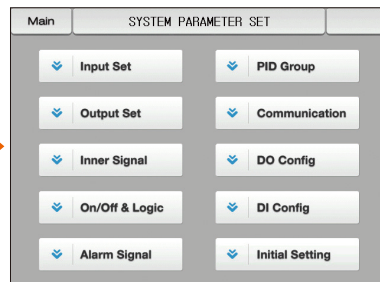 Main
SYSTEM PARAMETER SET
Input Set
PID Group
Output Set
Communication
Inner Signal
DO Config
On/Off & Logic
DI Config
Alarm Signal
Initial Setting